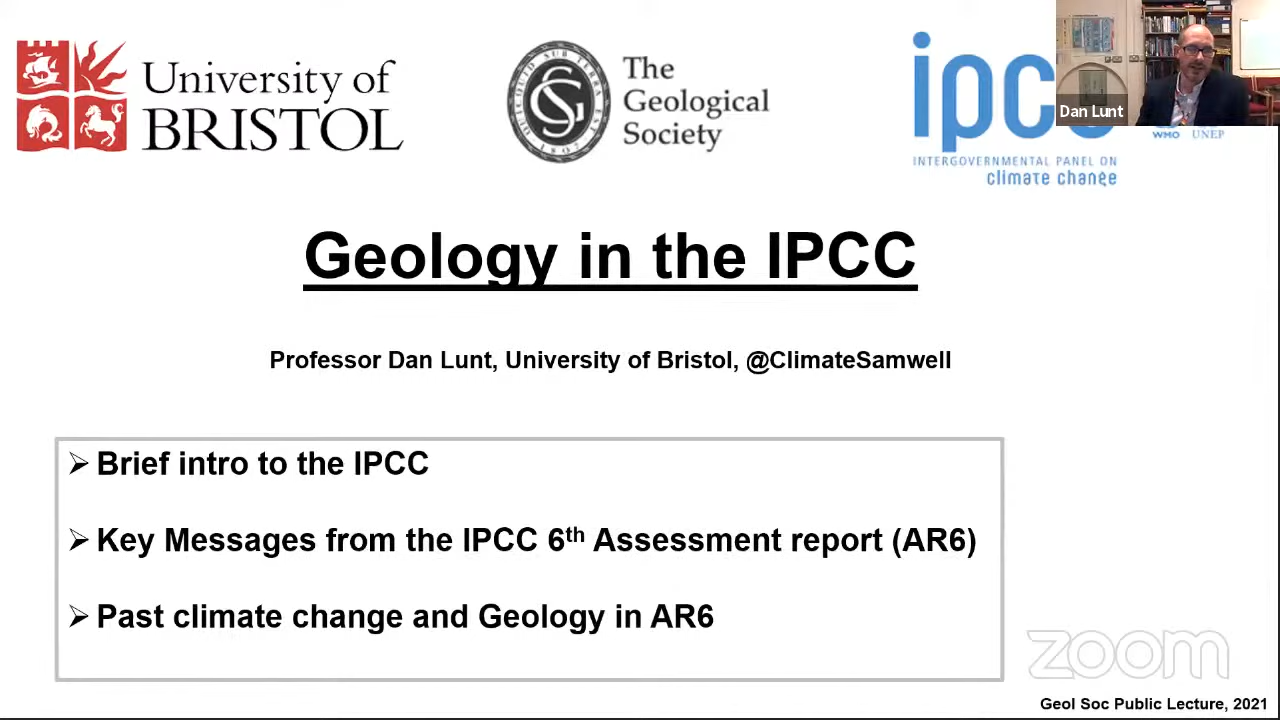 University of
BRISTOL
The
Geological
Society
ipcc
INTERGOVERNMENTAL PANEL ON
climate change
WMO UNEP
Dan Lunt
Geology in the IPCC
Professor Dan Lunt, University of Bristol, @ClimateSamwell
➢ Brief intro to the IPCC
➢ Key Messages from the IPCC 6th Assessment report (AR6)
➢ Past climate change and Geology in AR6
zoom
Geol Soc Public Lecture, 2021